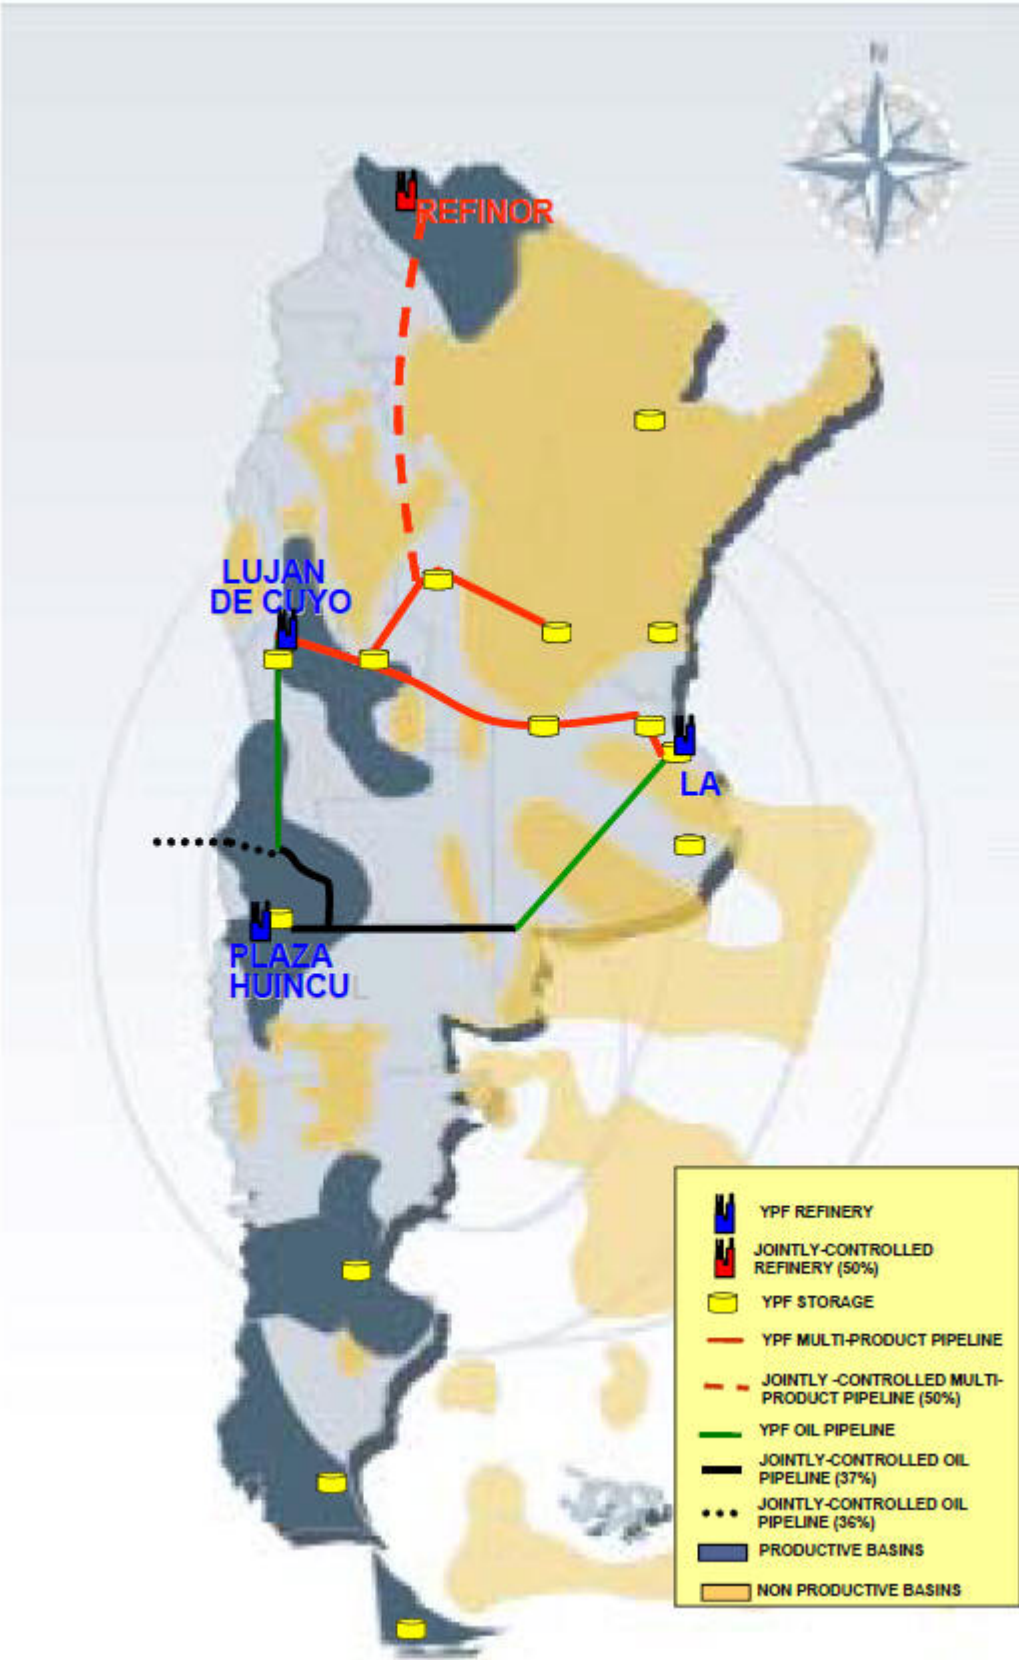 N
REFINOR
LUJAN
DE CUYO
LA
PLAZA
HUINCU
YPF REFINERY
JOINTLY-CONTROLLED
REFINERY (50%)
YPF STORAGE
YPF MULTI-PRODUCT PIPELINE
JOINTLY -CONTROLLED MULTI-
PRODUCT PIPELINE (50%)
YPF OIL PIPELINE
JOINTLY-CONTROLLED OIL
PIPELINE (37%)
JOINTLY-CONTROLLED OIL
PIPELINE (36%)
PRODUCTIVE BASINS
NON PRODUCTIVE BASINS